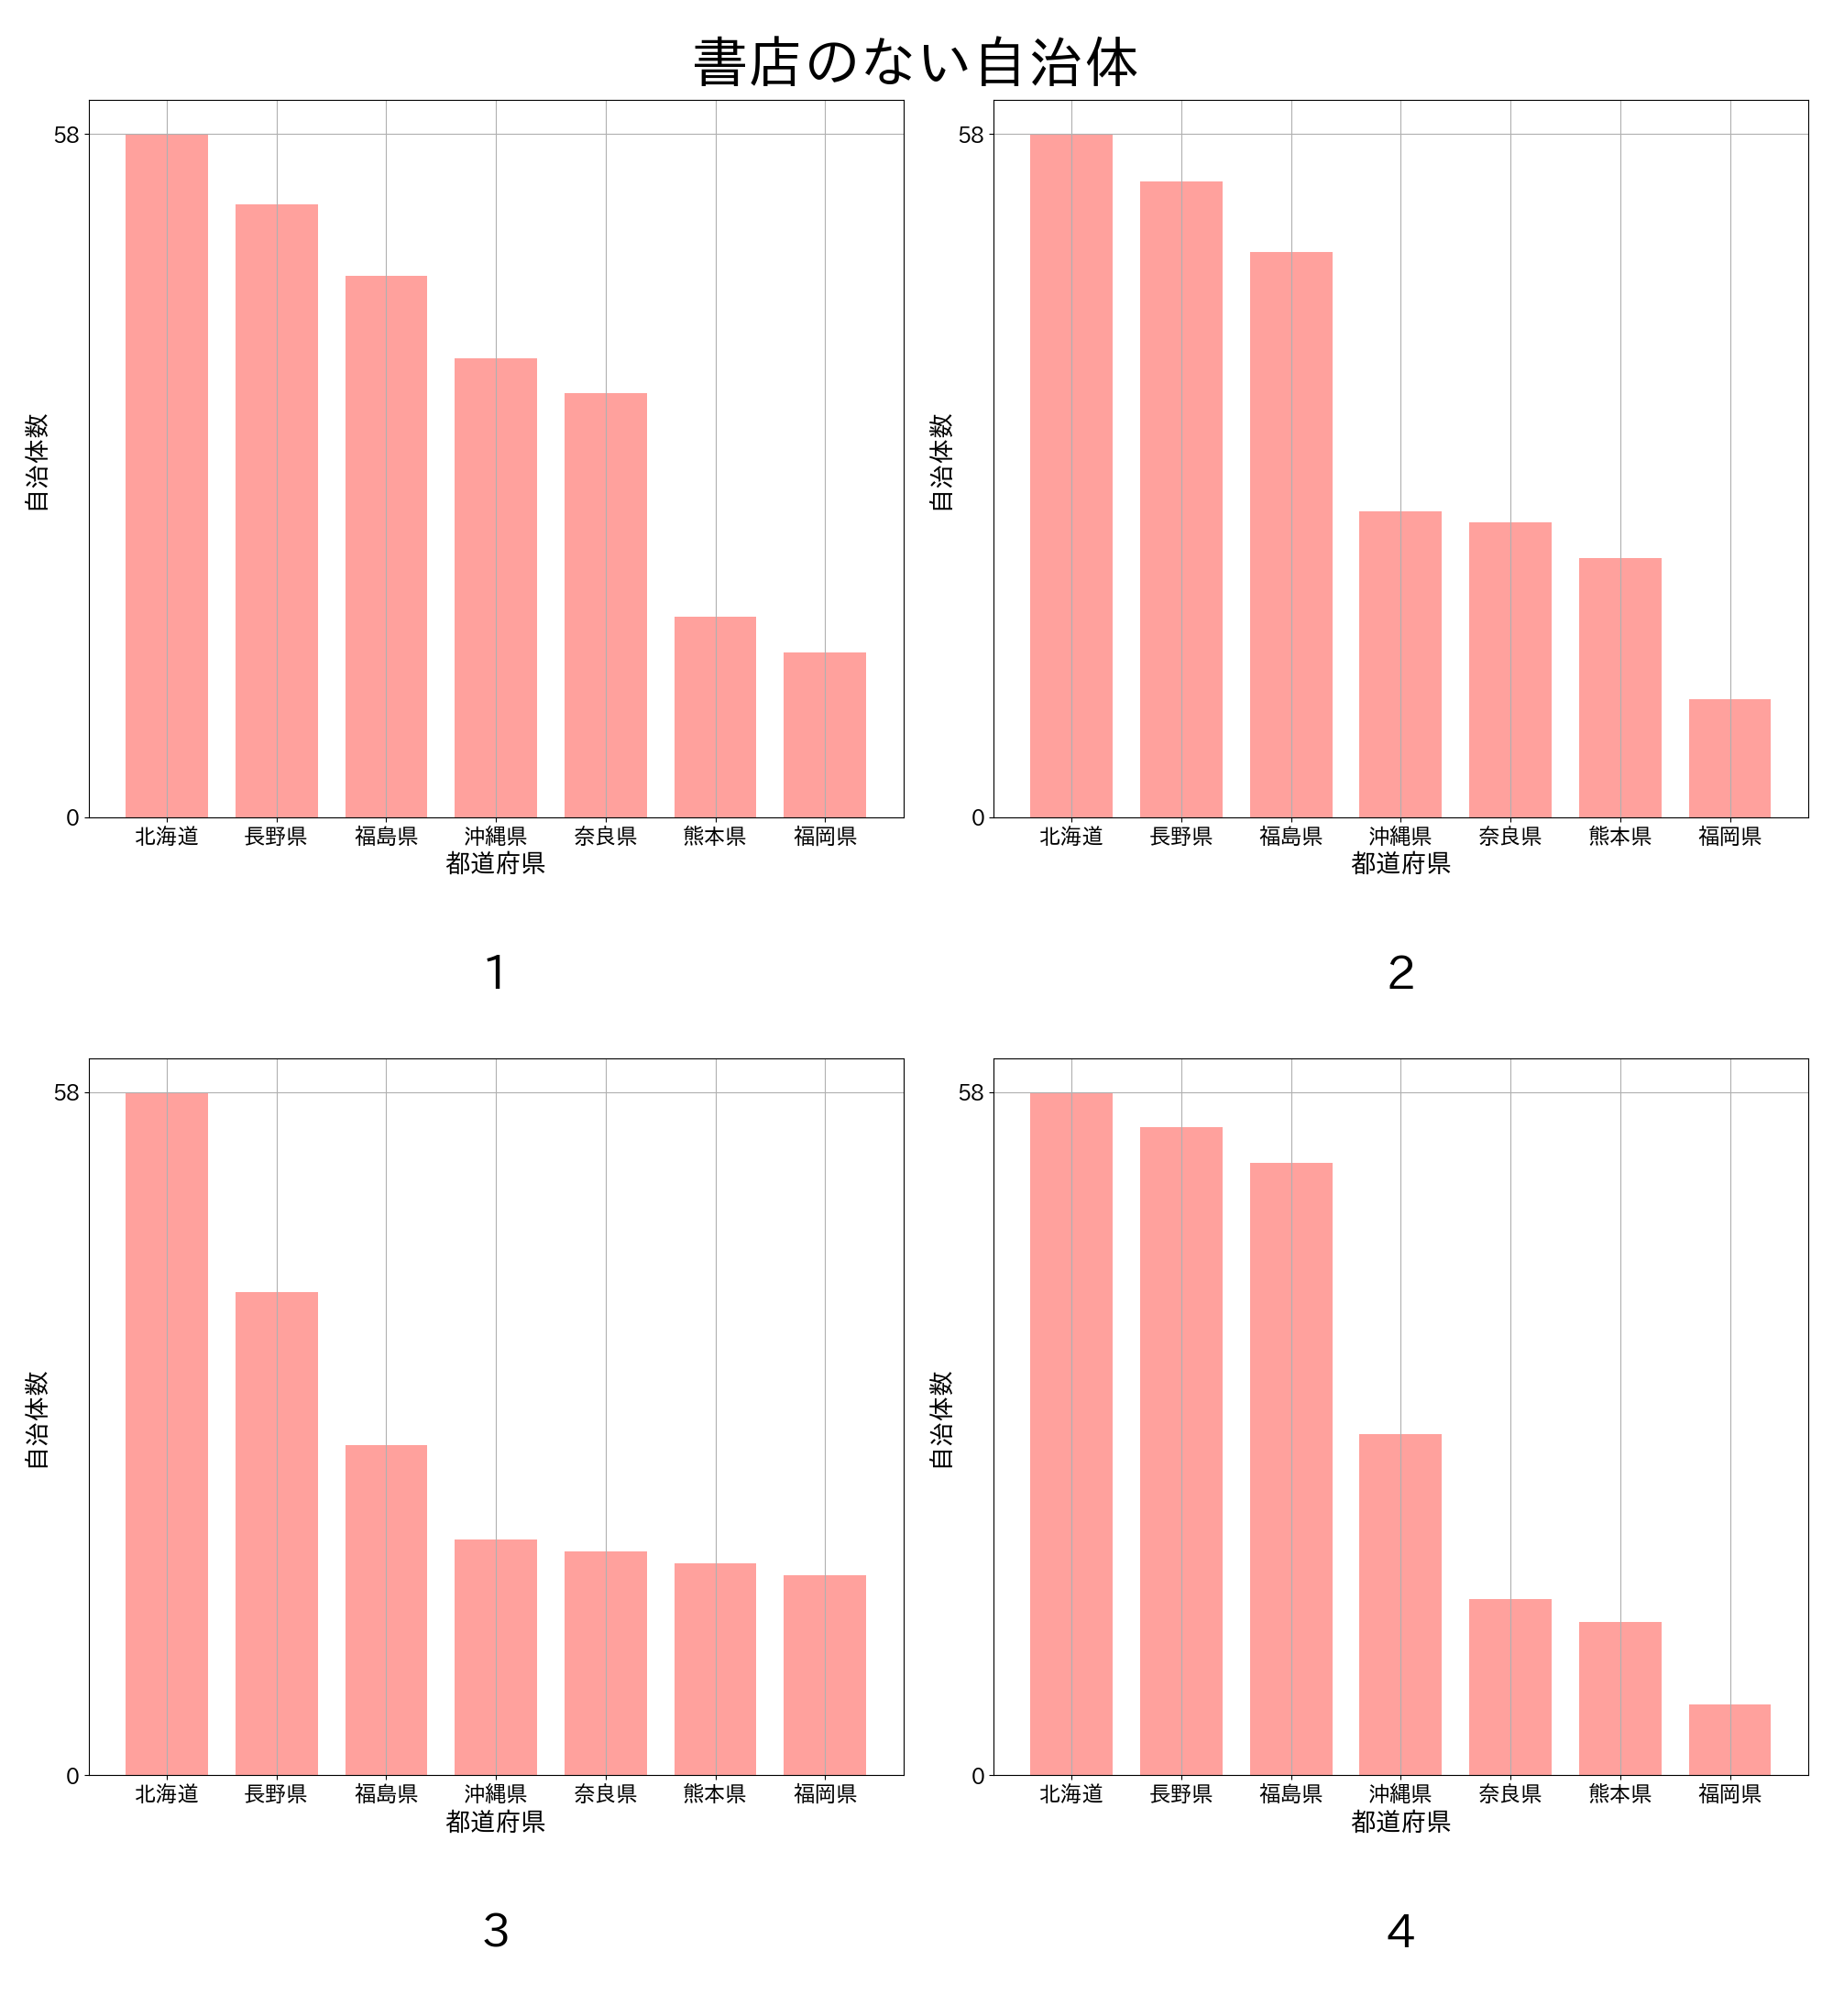 書店のない自治体
58
0
自治体数
北海道 長野県 福島県 沖縄県 奈良県 熊本県 福岡県
都道府県
1
58
0
自治体数
北海道 長野県 福島県 沖縄県 奈良県 熊本県 福岡県
都道府県
2
58
0
自治体数
北海道 長野県 福島県 沖縄県 奈良県 熊本県 福岡県
都道府県
3
58
0
自治体数
北海道 長野県 福島県 沖縄県 奈良県 熊本県 福岡県
都道府県
4